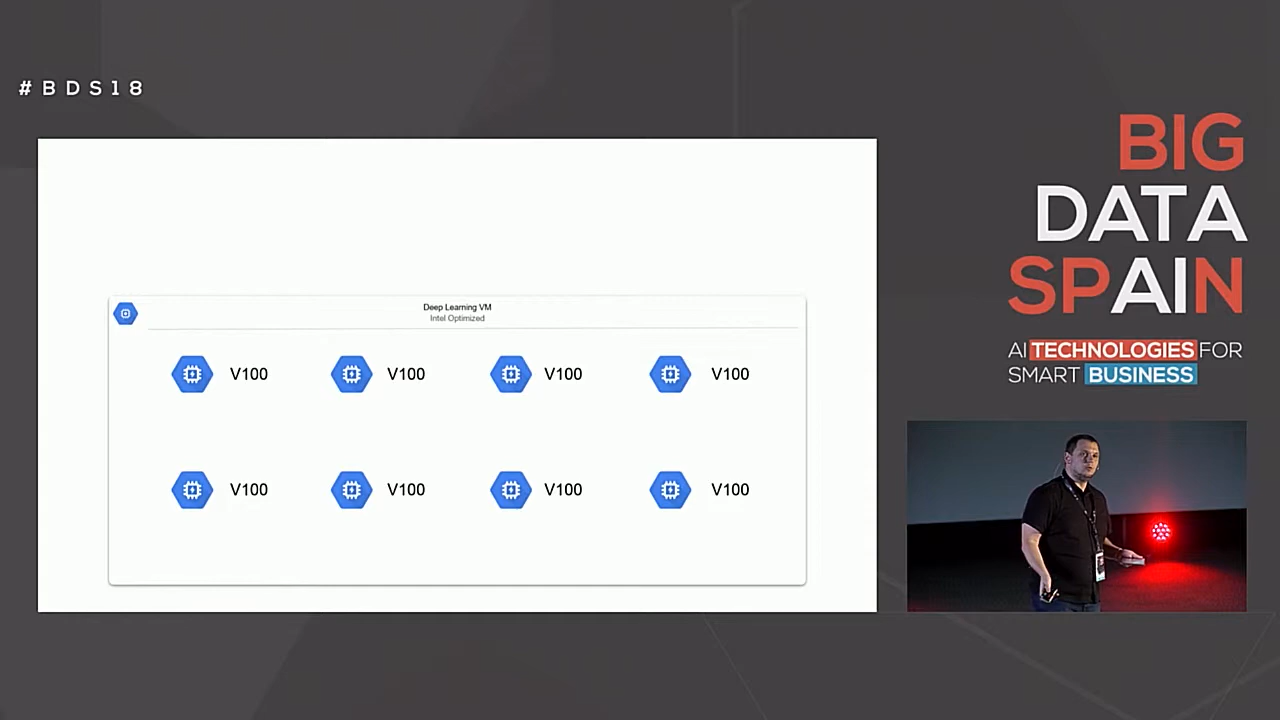 #BDS18
BIG
DATA
SPAIN
AI TECHNOLOGIES FOR
SMART BUSINESS
Deep Learning VM
Intel Optimized
V100 V100 V100 V100
V100 V100 V100 V100